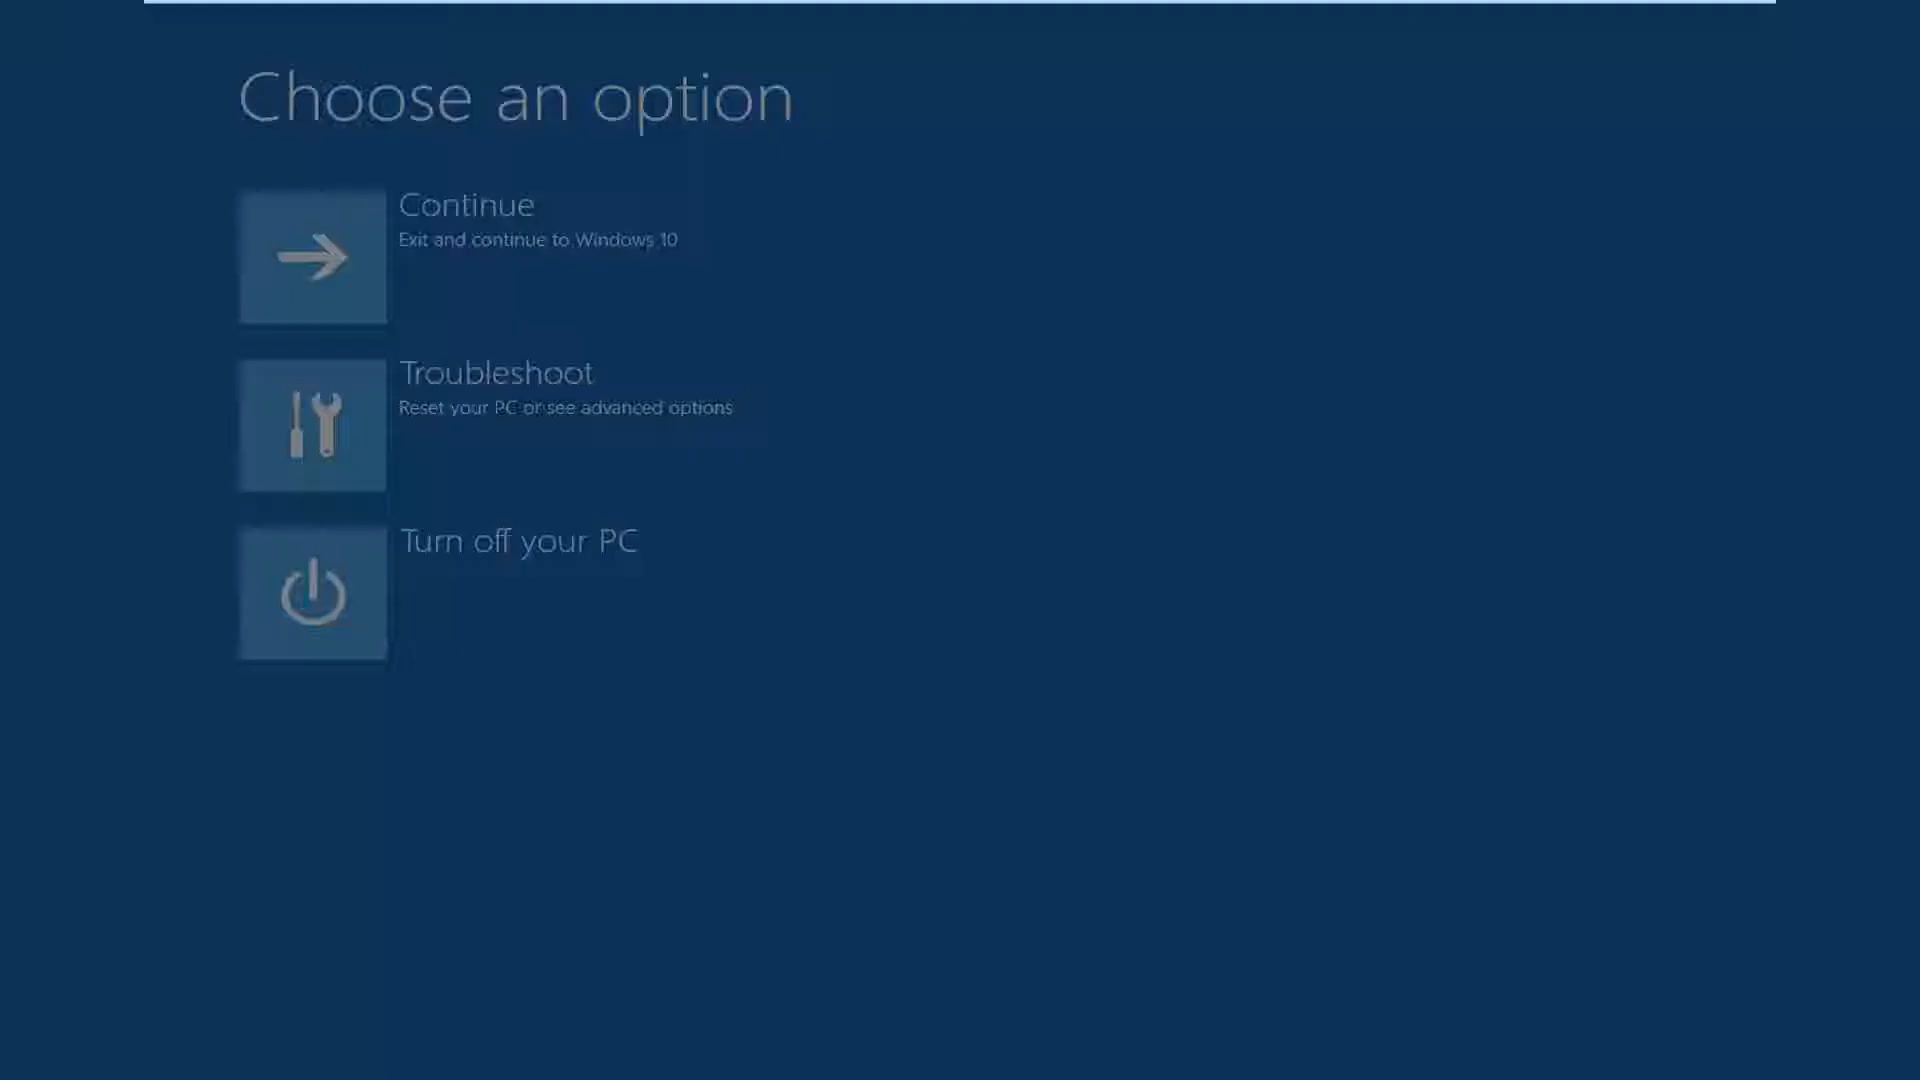 Choose an option
Continue
Exit and continue to Windows 10
Troubleshoot
Reset your PC or see advanced options
Turn off your PC